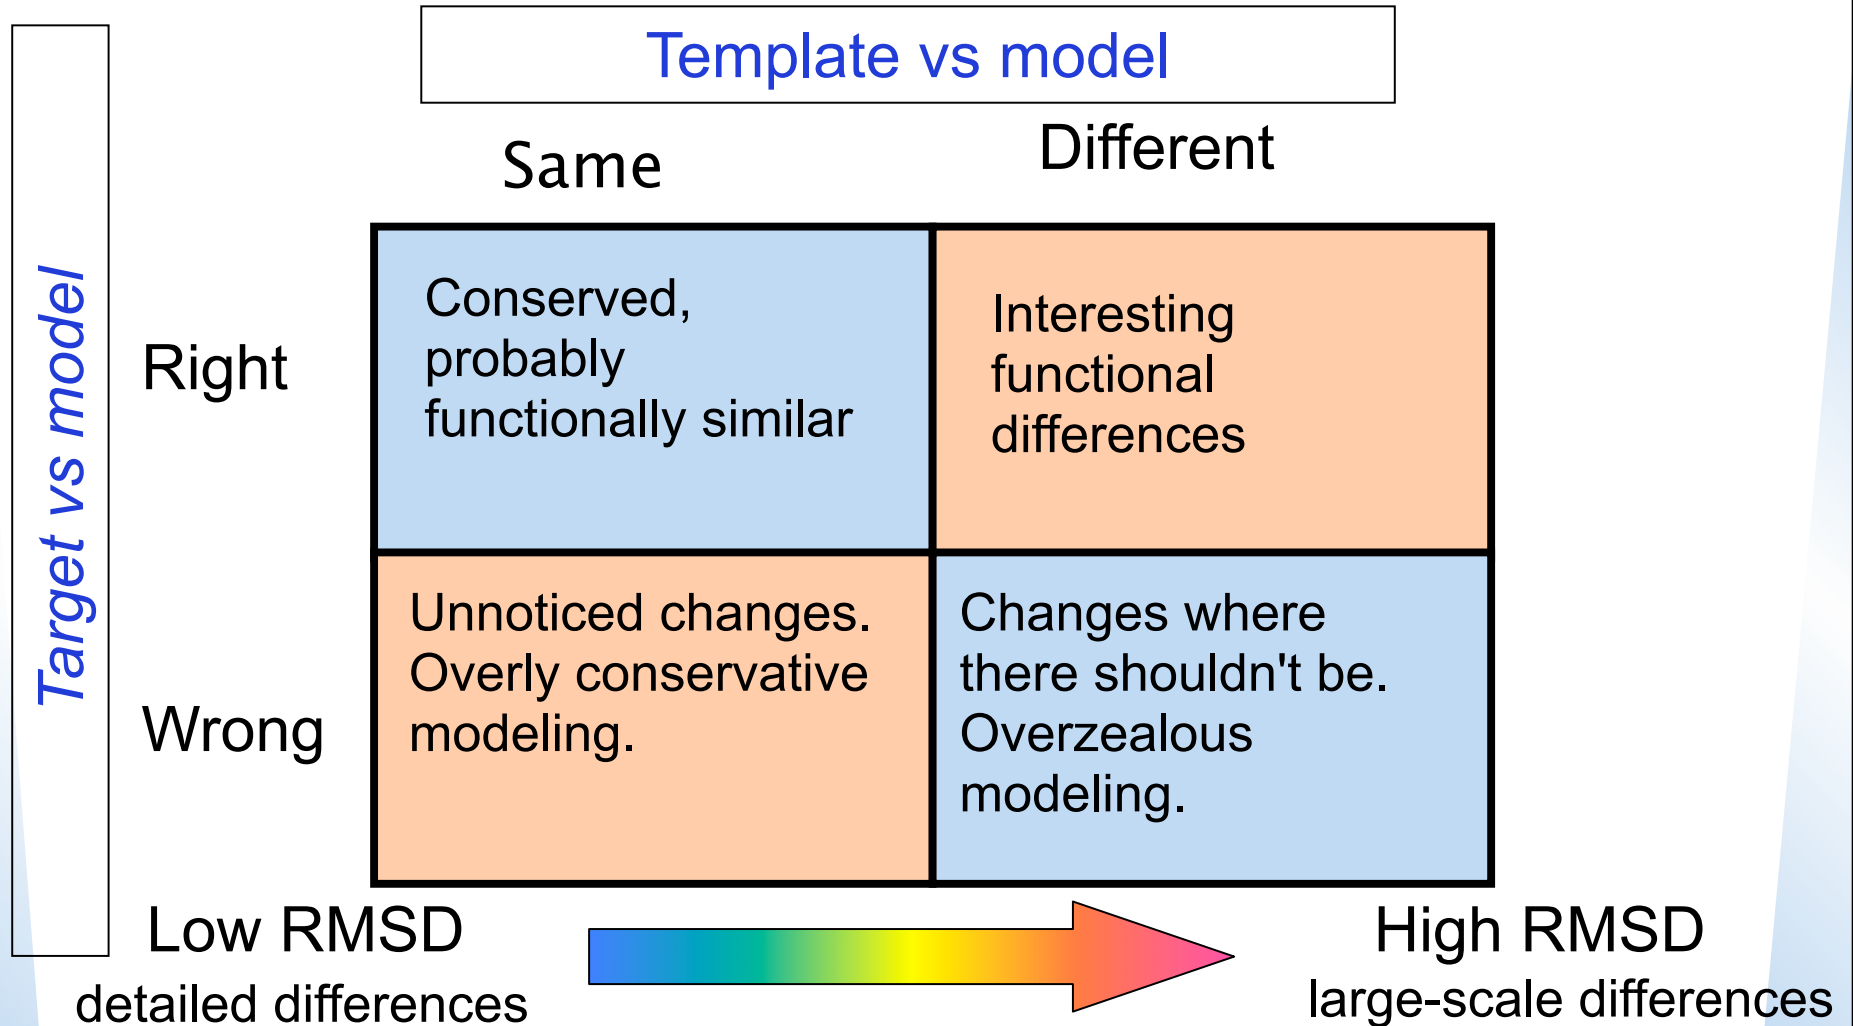 Template vs model
Same
Different
Target vs model
Right
Conserved,
probably
functionally similar
Interesting
functional
differences
Wrong
Unnoticed changes.
Overly conservative
modeling.
Changes where
there shouldn't be.
Overzealous
modeling.
Low RMSD
detailed differences
High RMSD
large-scale differences